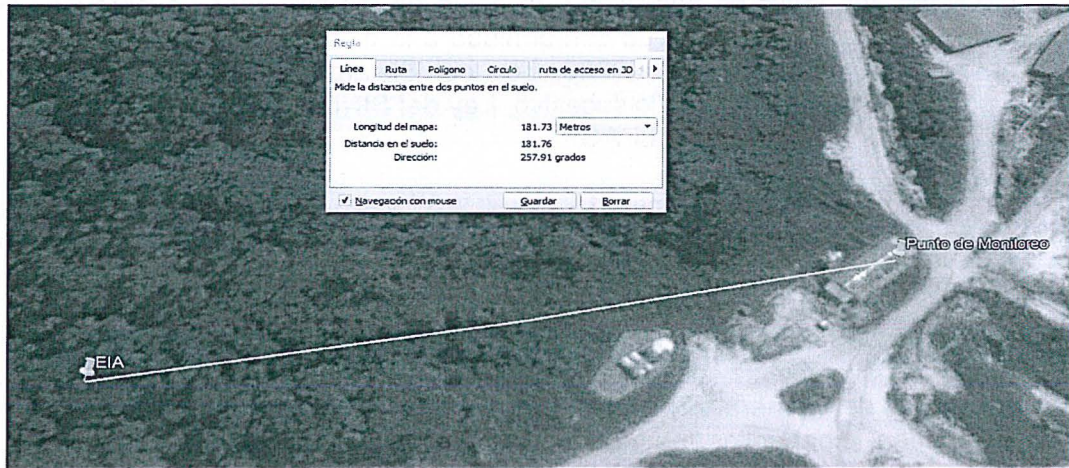 Regla
Línea Ruta Polígono Círculo ruta de acceso en 3D
Mide la distancia entre dos puntos en el suelo.
Longitud del mapa: 181.73 Metros
Distancia en el suelo: 181.76
Dirección: 257.91 grados
Navegación con mouse Guardar Borrar
Punto de Monitoreo
EIA